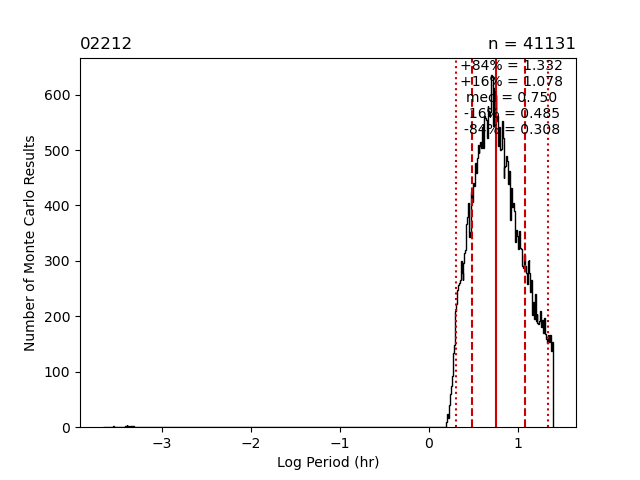 02212
n = 41131
+84% = 1.332
+16% = 1.078
med = 0.750
-16% = 0.485
-84% = 0.308
Number of Monte Carlo Results
600
500
400
300
200
100
0
−3
−2
−1
0
1
Log Period (hr)